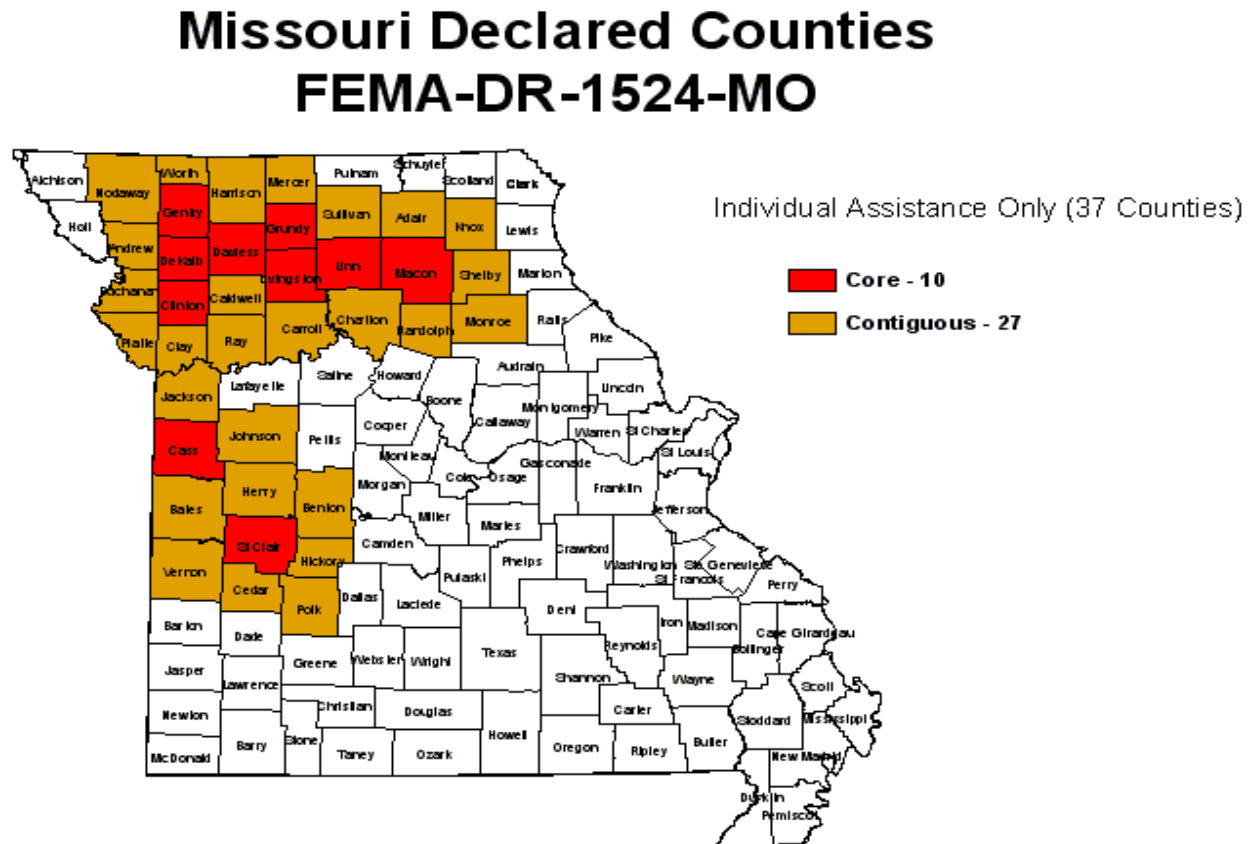 Missouri Declared Counties
FEMA-DR-1524-MO
Individual Assistance Only (37 Counties)
Core - 10
Contiguous - 27
Atchison
Nodaway
Worth
Harrison
Mercer
Putnam
Schuyler
Scotland
Clark
Holt
Gentry
Grundy
Sullivan
Adair
Knox
Lewis
Andrew
DeKalb
Daviess
Livingston
Linn
Macon
Shelby
Marion
Buchanan
Clinton
Caldwell
Carroll
Chariton
Randolph
Monroe
Ralls
Pike
Platte
Clay
Ray
Jackson
Lafayette
Saline
Howard
Boone
Audrain
Lincoln
Montgomery
Callaway
Warren
St Charles
St Louis
Cass
Johnson
Pettis
Cooper
Moniteau
Cole
Osage
Gasconade
Franklin
Jefferson
Bates
Henry
Benton
Morgan
Miller
Maries
St Clair
Hickory
Camden
Pulaski
Phelps
Crawford
Washington
St Francois
Ste. Genevieve
Perry
Vernon
Cedar
Polk
Dallas
Laclede
Dent
Iron
Madison
Bollinger
Cape Girardeau
Barton
Dade
Greene
Webster
Wright
Texas
Shannon
Reynolds
Wayne
Scott
Jasper
Lawrence
Christian
Douglas
Howell
Carter
Butler
Stoddard
Mississippi
Newton
McDonald
Barry
Stone
Taney
Ozark
Oregon
Ripley
New Madrid
Dunklin
Pemiscot